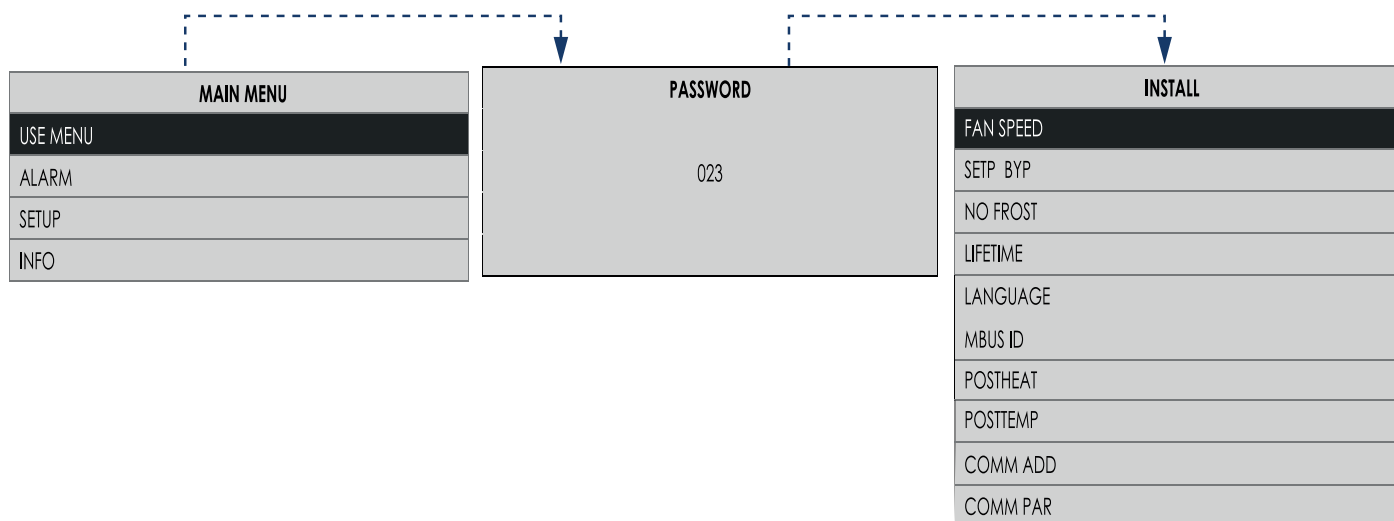 MAIN MENU
USE MENU
ALARM
SETUP
INFO
PASSWORD
023
INSTALL
FAN SPEED
SETP BYP
NO FROST
LIFETIME
LANGUAGE
MBUS ID
POSTHEAT
POSTTEMP
COMM ADD
COMM PAR